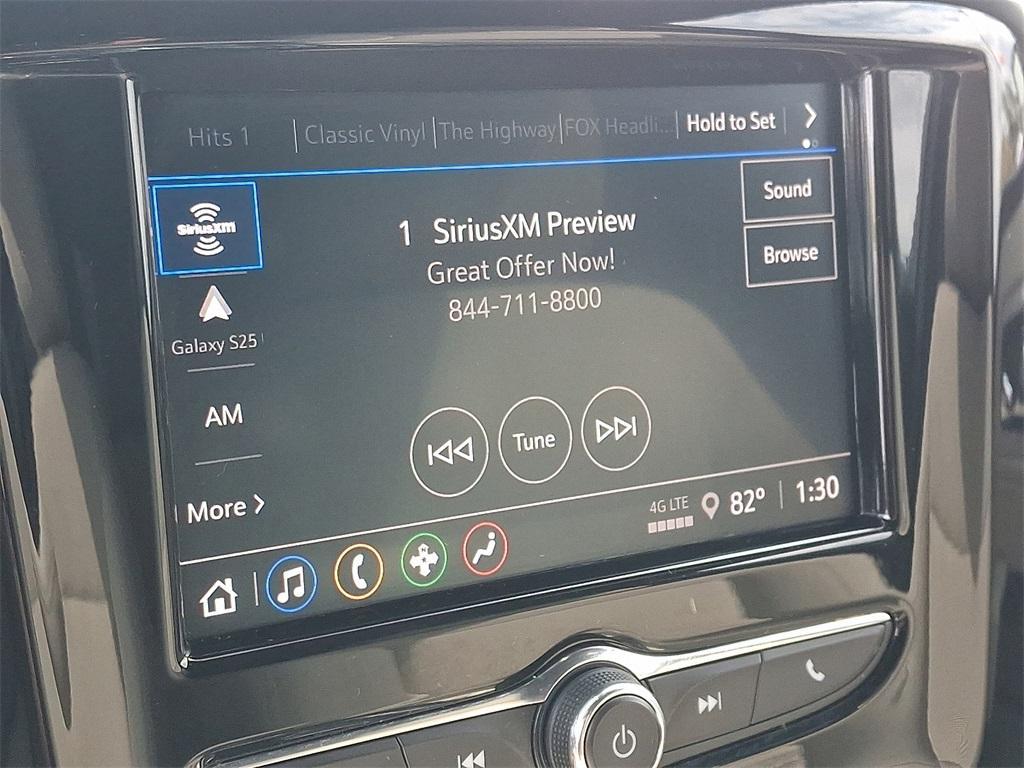 Hits 1
Classic Vinyl
The Highway
FOX Headli...
Hold to Set
SiriusXM
Sound
1 SiriusXM Preview
Great Offer Now!
844-711-8800
Browse
Galaxy S25
AM
Tune
More
4G LTE
82°
1:30